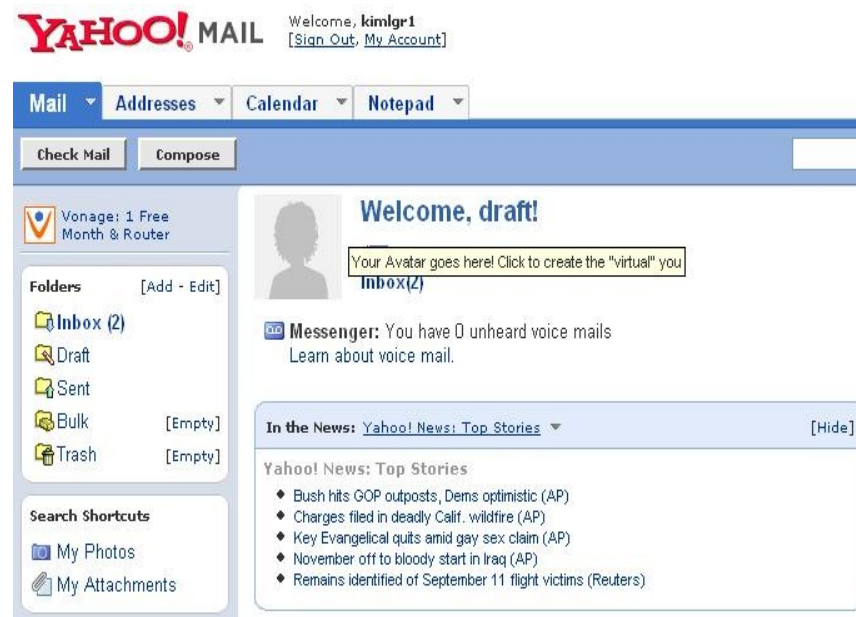 YAHOO! MAIL
Welcome, kimlgr1
[Sign Out, My Account]
Mail Addresses Calendar Notepad
Check Mail Compose
Vonage: 1 Free
Month & Router
Welcome, draft!
Your Avatar goes here! Click to create the "virtual" you
Inbox(2)
Folders [Add - Edit]
Inbox (2)
Draft
Sent
Bulk [Empty]
Trash [Empty]
Messenger: You have 0 unheard voice mails
Learn about voice mail.
In the News: Yahoo! News: Top Stories [Hide]
Yahoo! News: Top Stories
Bush hits GOP outposts, Dems optimistic (AP)
Charges filed in deadly Calif. wildfire (AP)
Key Evangelical quits amid gay sex claim (AP)
November off to bloody start in Iraq (AP)
Remains identified of September 11 flight victims (Reuters)
Search Shortcuts
My Photos
My Attachments